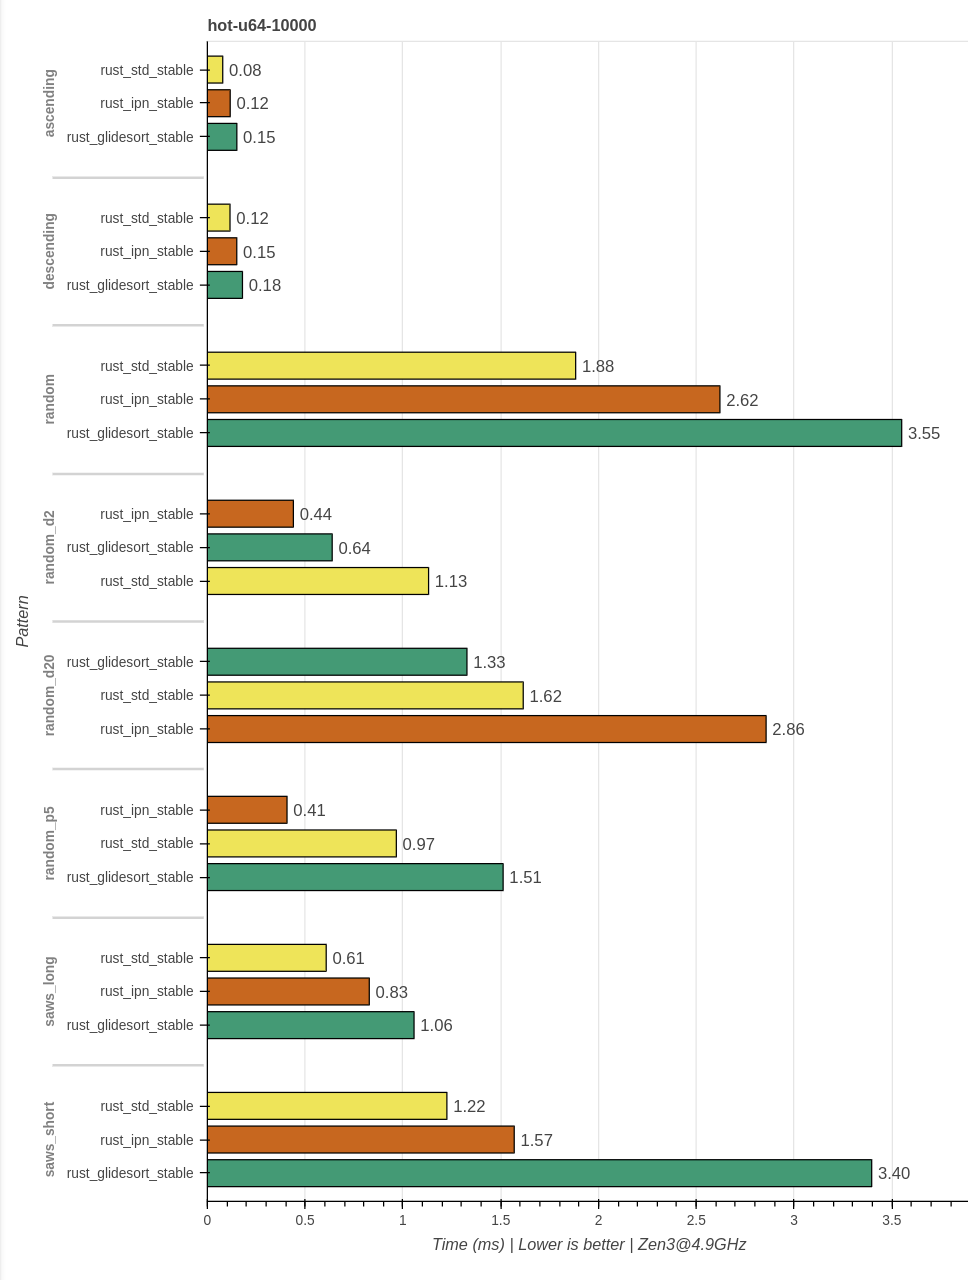 hot-u64-10000
Pattern
ascending
rust_std_stable 0.08
rust_ipn_stable 0.12
rust_glidesort_stable 0.15
descending
rust_std_stable 0.12
rust_ipn_stable 0.15
rust_glidesort_stable 0.18
random
rust_std_stable 1.88
rust_ipn_stable 2.62
rust_glidesort_stable 3.55
random_d2
rust_ipn_stable 0.44
rust_glidesort_stable 0.64
rust_std_stable 1.13
random_d20
rust_glidesort_stable 1.33
rust_std_stable 1.62
rust_ipn_stable 2.86
random_p5
rust_ipn_stable 0.41
rust_std_stable 0.97
rust_glidesort_stable 1.51
saws_long
rust_std_stable 0.61
rust_ipn_stable 0.83
rust_glidesort_stable 1.06
saws_short
rust_std_stable 1.22
rust_ipn_stable 1.57
rust_glidesort_stable 3.40
0 0.5 1 1.5 2 2.5 3 3.5
Time (ms) | Lower is better | Zen3@4.9GHz